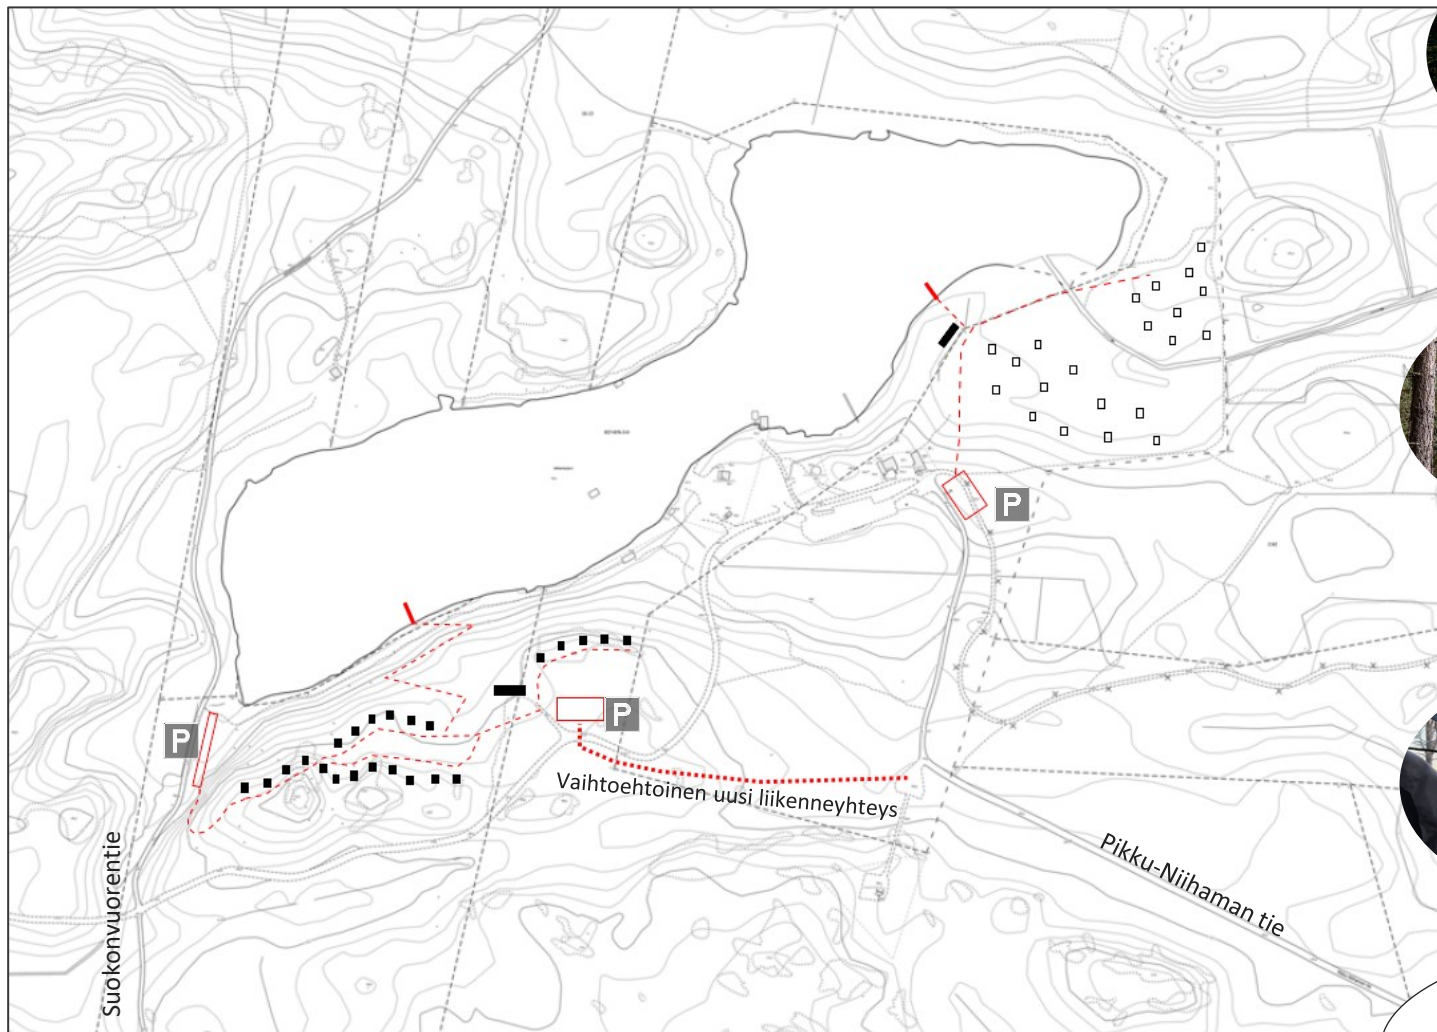 P
P
P
Vaihtoehtoinen uusi liikenneyhteys
Pikku-Niihaman tie
Suokonvuorentie